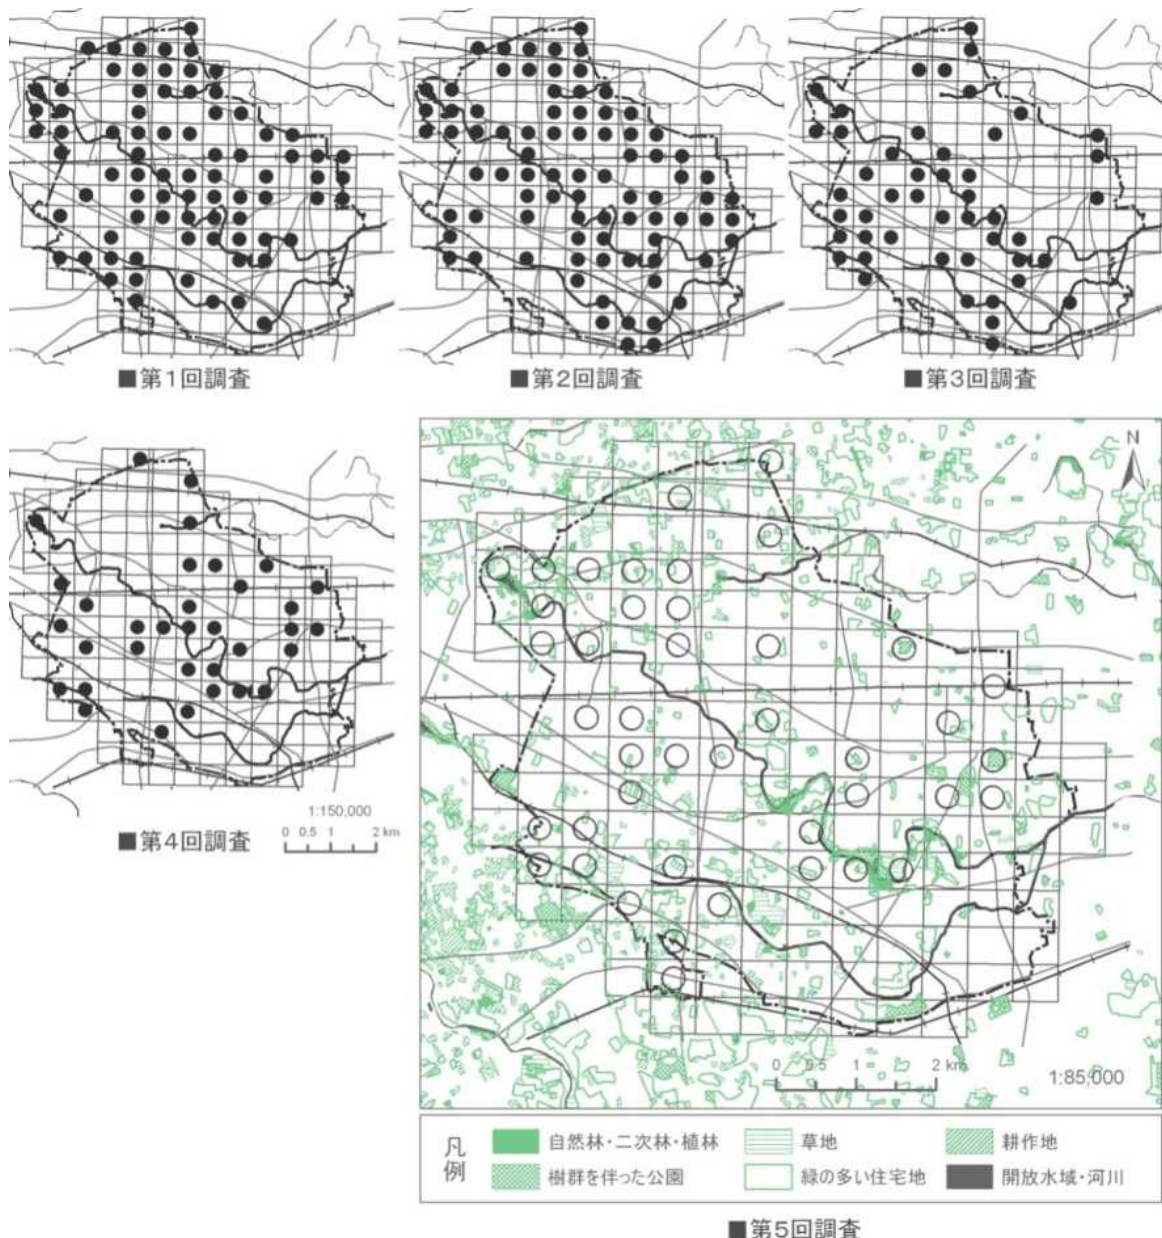 ■第1回調査
■第2回調査
■第3回調査
1:150,000
0 0.5 1 2 km
■第4回調査
N
0 0.5 1 2 km
1:85,000
凡例
自然林・二次林・植林
草地
耕作地
樹群を伴った公園
緑の多い住宅地
開放水域・河川
■第5回調査